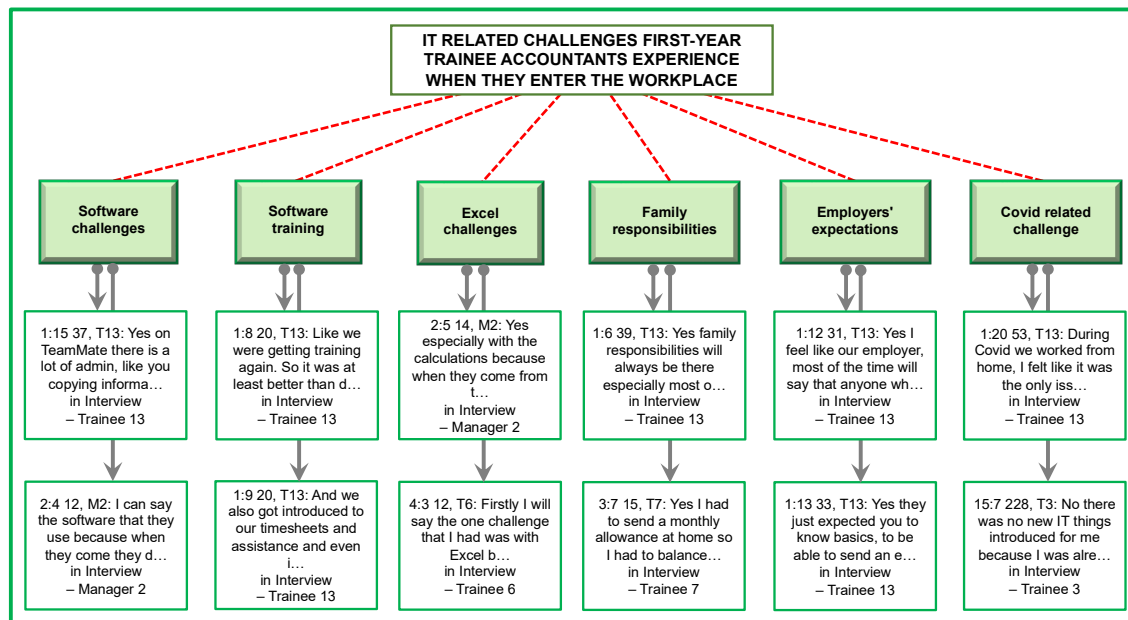 IT RELATED CHALLENGES FIRST-YEAR
TRAINEE ACCOUNTANTS EXPERIENCE
WHEN THEY ENTER THE WORKPLACE
Software
challenges
Software
training
Excel
challenges
Family
responsibilities
Employers'
expectations
Covid related
challenge
1:15 37, T13: Yes on
TeamMate there is a
lot of admin, like you
copying informa…
in Interview
– Trainee 13
1:8 20, T13: Like we
were getting training
again. So it was at
least better than d…
in Interview
– Trainee 13
2:5 14, M2: Yes
especially with the
calculations because
when they come from
t…
in Interview
– Manager 2
1:6 39, T13: Yes family
responsibilities will
always be there
especially most o…
in Interview
– Trainee 13
1:12 31, T13: Yes I
feel like our employer,
most of the time will
say that anyone wh…
in Interview
– Trainee 13
1:20 53, T13: During
Covid we worked from
home, I felt like it
was the only iss…
in Interview
– Trainee 13
2:4 12, M2: I can say
the software that they
use because when
they come they d…
in Interview
– Manager 2
1:9 20, T13: And we
also got introduced to
our timesheets and
assistance and even
i…
in Interview
– Trainee 13
4:3 12, T6: Firstly I will
say the one challenge
that I had was with
Excel b…
in Interview
– Trainee 6
3:7 15, T7: Yes I had
to send a monthly
allowance at home so
I had to balance…
in Interview
– Trainee 7
1:13 33, T13: Yes they
just expected you to
know basics, to be
able to send an e…
in Interview
– Trainee 13
15:7 228, T3: No there
was no new IT things
introduced for me
because I was alre…
in Interview
– Trainee 3